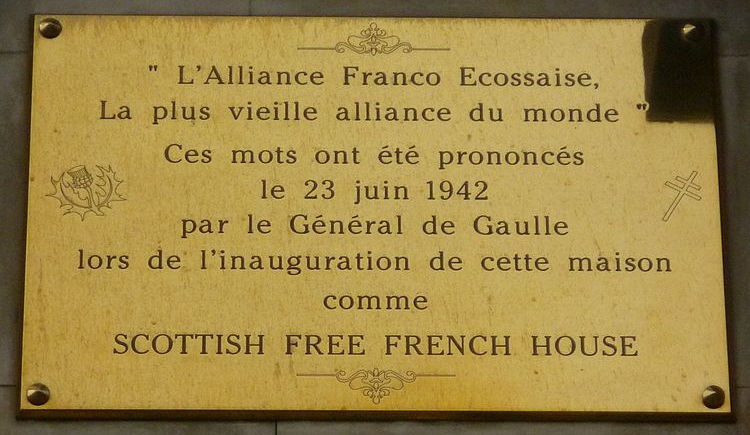 " L'Alliance Franco Ecossaise,
La plus vieille alliance du monde "
Ces mots ont été prononcés
le 23 juin 1942
par le Général de Gaulle
lors de l'inauguration de cette maison
comme
SCOTTISH FREE FRENCH HOUSE